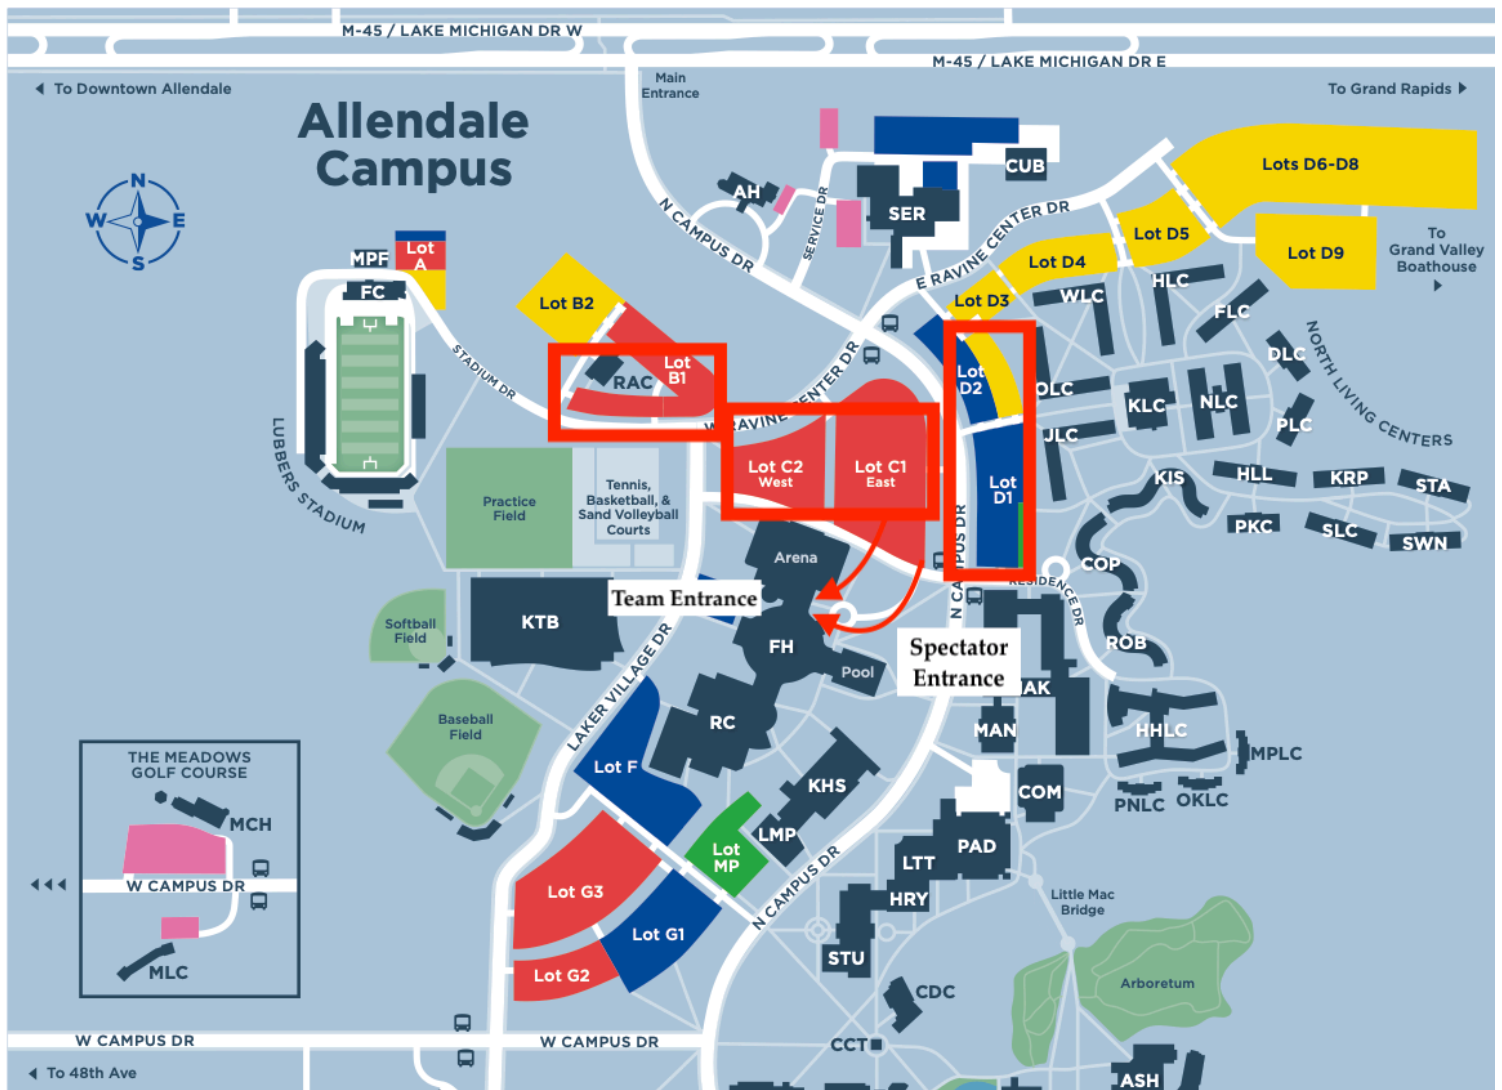 M-45 / LAKE MICHIGAN DR W
M-45 / LAKE MICHIGAN DR E
To Downtown Allendale
Main
Entrance
To Grand Rapids
Allendale
Campus
N
W
E
S
CUB
Lots D6-D8
AH
SERVICE DR
SER
N CAMPUS DR
E RAVINE CENTER DR
Lot D5
To
Grand Valley
Boathouse
Lot
A
MPF
FC
Lot D4
Lot D9
HLC
WLC
FLC
Lot B2
Lot D3
STADIUM DR
RAC
Lot
B1
W RAVINE CENTER DR
Lot
D2
OLC
DLC
NORTH LIVING CENTERS
KLC
NLC
PLC
JLC
LUBBERS STADIUM
Lot C2
West
Lot C1
East
Lot
D1
KIS
HLL
KRP
STA
Practice
Field
Tennis,
Basketball, &
Sand Volleyball
Courts
PKC
SLC
SWN
N CAMPUS DR
Arena
COP
RESIDENCE DR
Team Entrance
Softball
Field
KTB
FH
Pool
Spectator
Entrance
ROB
LAKER VILLAGE DR
RC
AK
MAN
HHLC
Baseball
Field
MPLC
Lot F
KHS
COM
PNLC
OKLC
THE MEADOWS
GOLF COURSE
MCH
W CAMPUS DR
MLC
LMP
Lot
MP
PAD
LTT
HRY
Lot G3
N CAMPUS DR
Little Mac
Bridge
Lot G1
STU
Lot G2
CDC
Arboretum
W CAMPUS DR
W CAMPUS DR
CCT
To 48th Ave
ASH